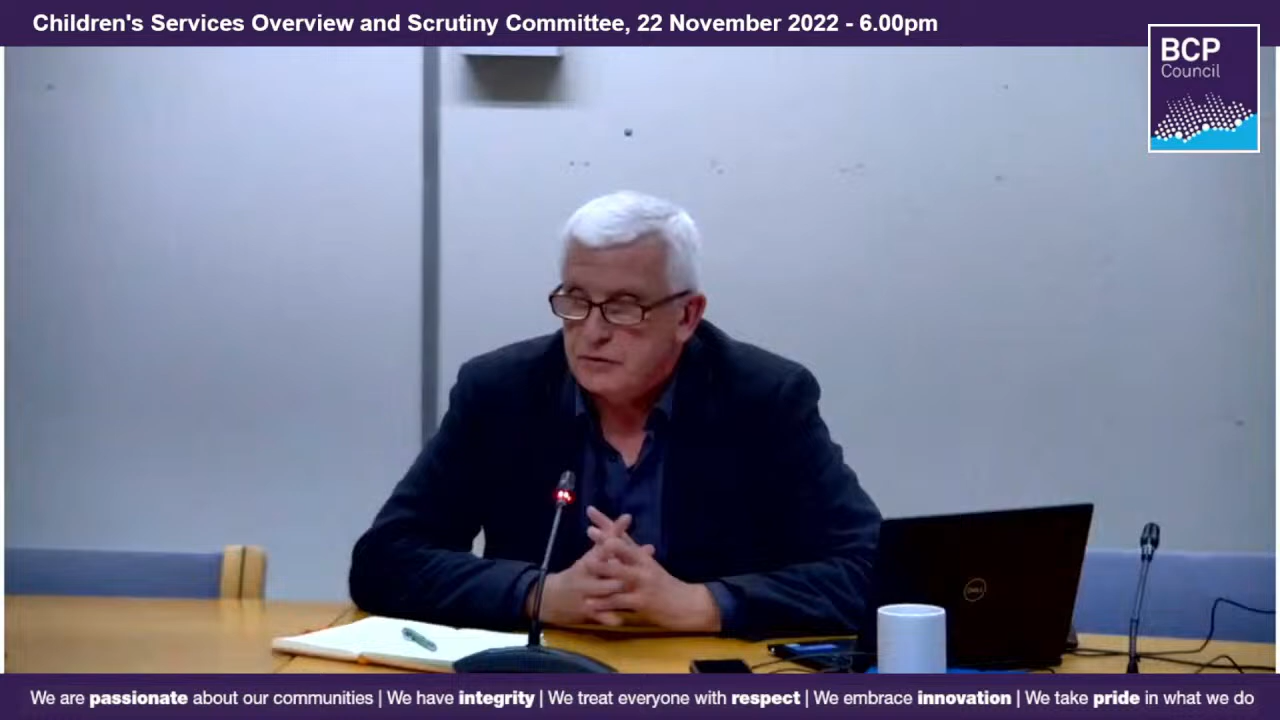 Children's Services Overview and Scrutiny Committee, 22 November 2022 - 6.00pm
BCP
Council
DELL
We are passionate about our communities | We have integrity | We treat everyone with respect | We embrace innovation | We take pride in what we do